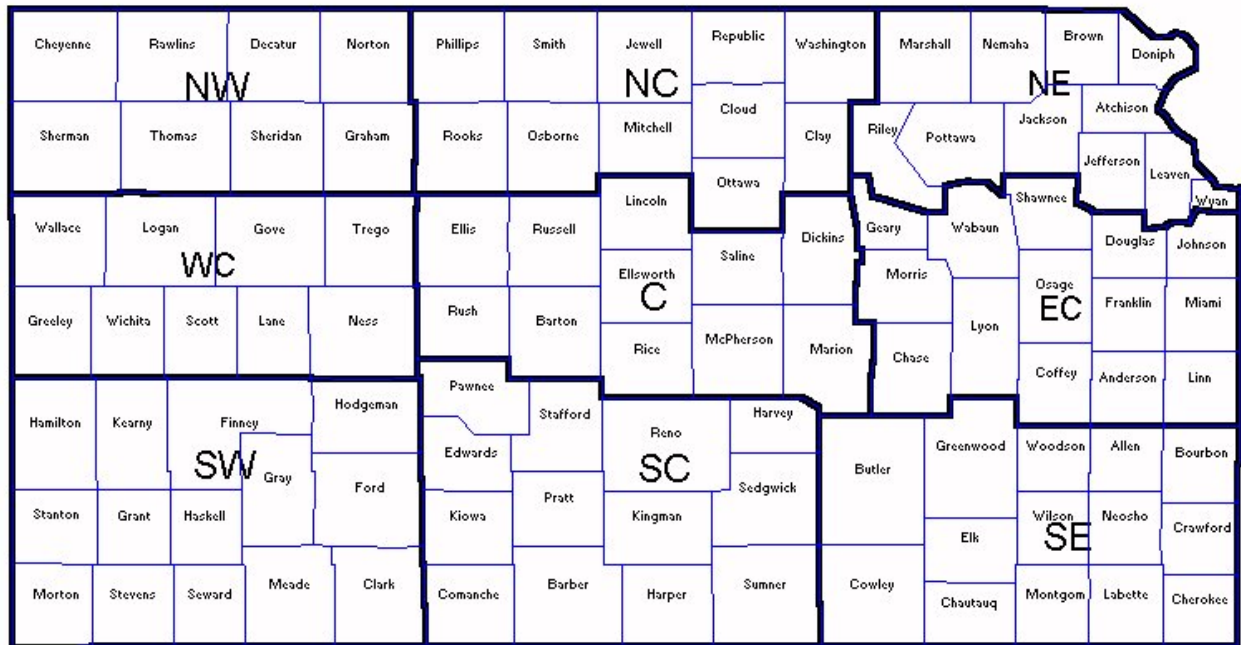 Cheyenne
Rawlins
Decatur
Norton
Phillips
Smith
Jewell
Republic
Washington
Marshall
Nemaha
Brown
Doniph
NW
NC
NE
Sherman
Thomas
Sheridan
Graham
Rooks
Osborne
Mitchell
Cloud
Clay
Riley
Pottawa
Jackson
Atchison
Jefferson
Leaven
Wyan
Ottawa
Wallace
Logan
Gove
Trego
Ellis
Russell
Lincoln
Saline
Dickins
Geary
Wabaun
Shawnee
Douglas
Johnson
WC
C
EC
Ellsworth
Morris
Osage
Franklin
Miami
Greeley
Wichita
Scott
Lane
Ness
Rush
Barton
Rice
McPherson
Marion
Chase
Lyon
Coffey
Anderson
Linn
Hamilton
Kearny
Finney
Hodgeman
Pawnee
Stafford
Reno
Harvey
Edwards
SW
SC
SE
Gray
Ford
Butler
Greenwood
Woodson
Allen
Bourbon
Stanton
Grant
Haskell
Kiowa
Pratt
Kingman
Sedgwick
Elk
Wilson
Neosho
Crawford
Morton
Stevens
Seward
Meade
Clark
Comanche
Barber
Harper
Sumner
Cowley
Chautauq
Montgom
Labette
Cherokee